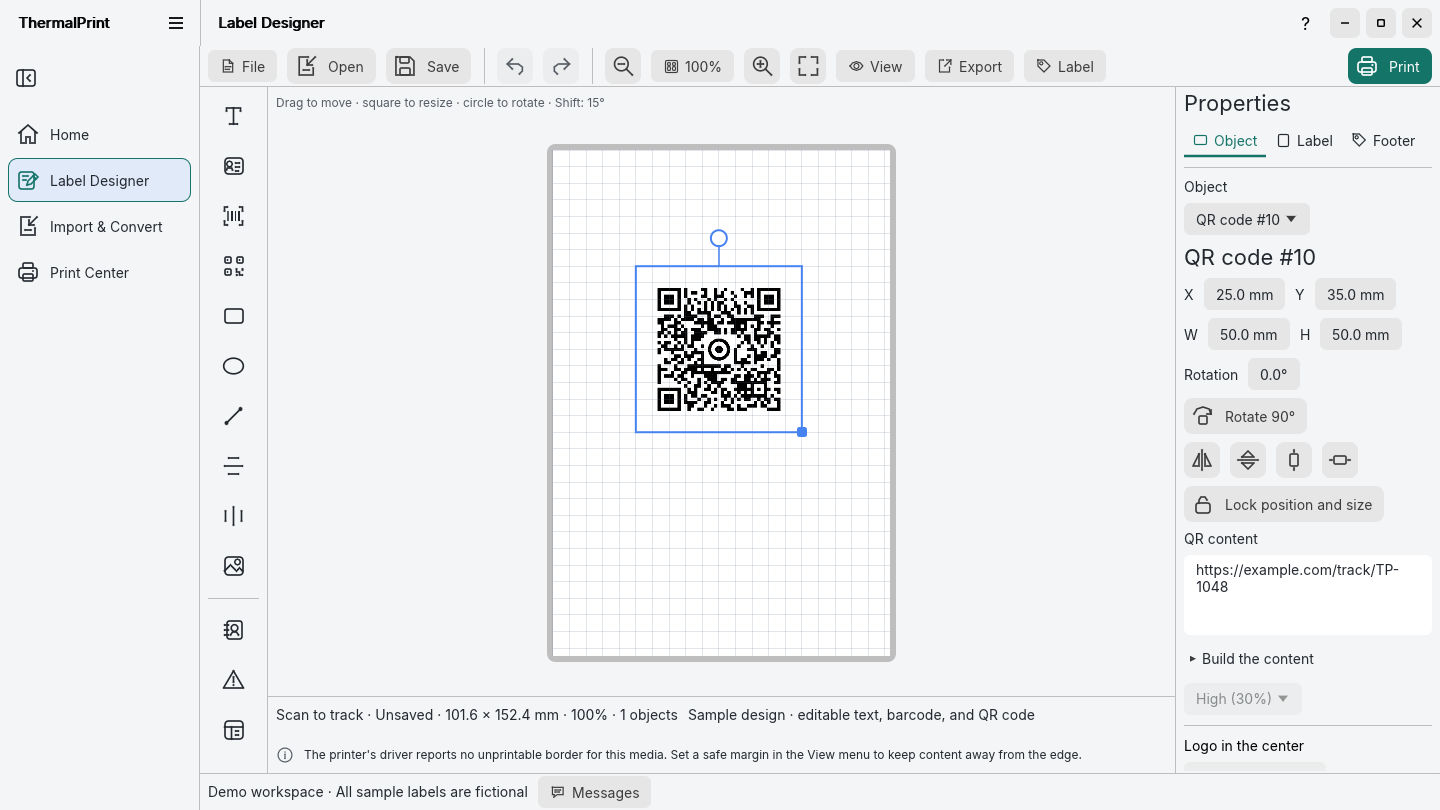 ThermalPrint
Label Designer
?
File
Open
Save
100%
View
Export
Label
Print
Home
Label Designer
Import & Convert
Print Center
Drag to move · square to resize · circle to rotate · Shift: 15°
Properties
Object
Label
Footer
Object
QR code #10
QR code #10
X 25.0 mm Y 35.0 mm
W 50.0 mm H 50.0 mm
Rotation 0.0°
Rotate 90°
Lock position and size
QR content
https://example.com/track/TP-
1048
Build the content
High (30%)
Logo in the center
Scan to track · Unsaved · 101.6 × 152.4 mm · 100% · 1 objects Sample design · editable text, barcode, and QR code
The printer's driver reports no unprintable border for this media. Set a safe margin in the View menu to keep content away from the edge.
Demo workspace · All sample labels are fictional
Messages